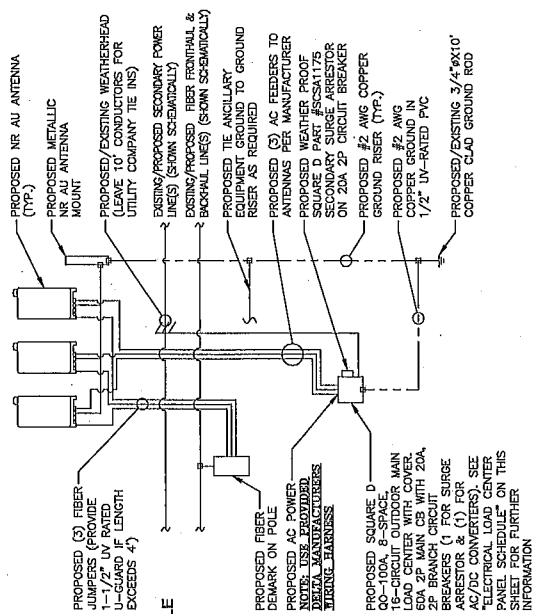 PROPOSED NR AU ANTENNA
(TYP.)
PROPOSED METALLIC
NR AU ANTENNA
MOUNT
PROPOSED/EXISTING WEATHERHEAD
(LEAVE 10' CONDUCTORS FOR
UTILITY COMPANY TIE INS)
EXISTING/PROPOSED SECONDARY POWER
LINE(S) (SHOWN SCHEMATICALLY)
EXISTING/PROPOSED FIBER FRONTHAUL &
BACKHAUL LINE(S) (SHOWN SCHEMATICALLY)
PROPOSED TIE ANCILLARY
EQUIPMENT GROUND TO GROUND
RISER AS REQUIRED
PROPOSED (3) AC FEEDERS TO
ANTENNAS PER MANUFACTURER
PROPOSED WEATHER PROOF
SQUARE D PART #SCSA1175
SECONDARY SURGE ARRESTOR
ON 20A 2P CIRCUIT BREAKER
PROPOSED #2 AWG COPPER
GROUND RISER (TYP.)
PROPOSED #2 AWG
COPPER GROUND IN
1/2" UV-RATED PVC
PROPOSED/EXISTING 3/4"øX10'
COPPER CLAD GROUND ROD
PROPOSED (3) FIBER
JUMPERS (PROVIDE
1-1/2" UV RATED
U-GUARD IF LENGTH
EXCEEDS 4')
LE
PROPOSED FIBER
DEMARK ON POLE
PROPOSED AC POWER
NOTE: USE PROVIDED
DELTA MANUFACTURERS
WIRING HARNESS
PROPOSED SQUARE D
QO-100A, 8-SPACE,
16-CIRCUIT OUTDOOR MAIN
LOAD CENTER WITH COVER,
60A 2P MAIN CB WITH 20A,
2P BRANCH CIRCUIT
BREAKERS (1 FOR SURGE
ARRESTOR & (1) FOR
AC/DC CONVERTERS). SEE
"ELECTRICAL LOAD CENTER
PANEL SCHEDULE" ON THIS
SHEET FOR FURTHER
INFORMATION